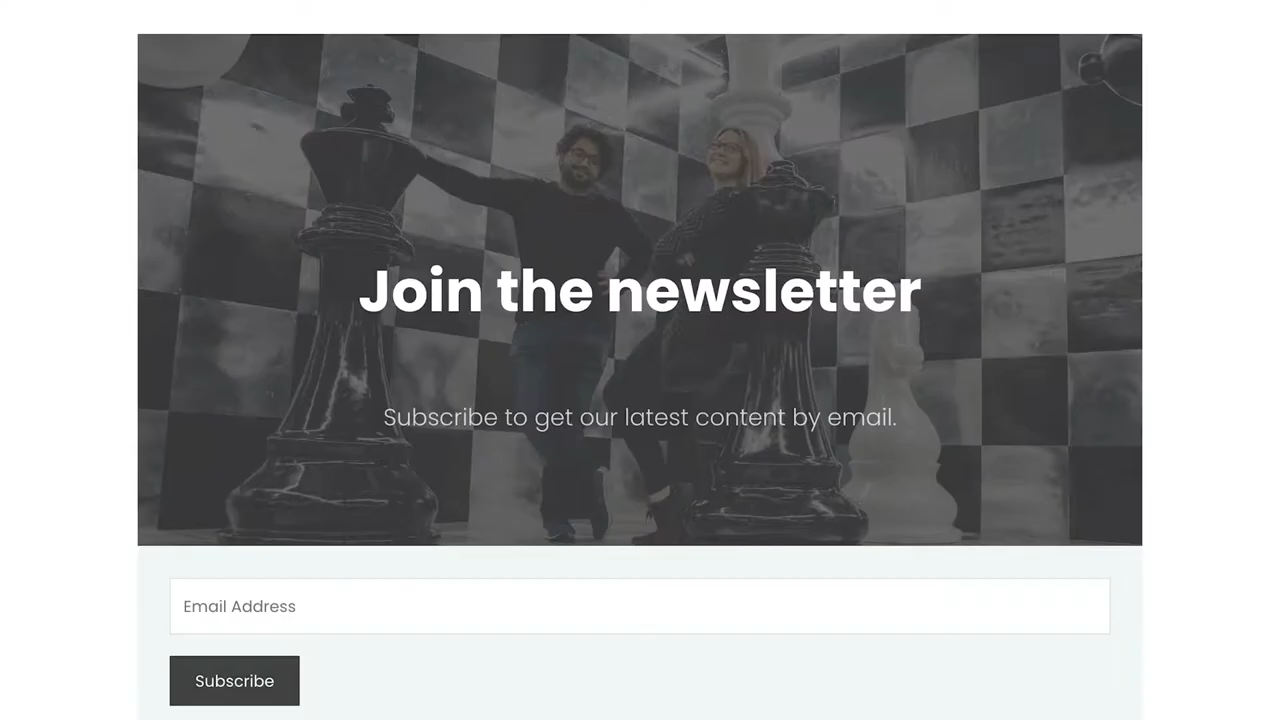 Join the newsletter
Subscribe to get our latest content by email.
Email Address
Subscribe